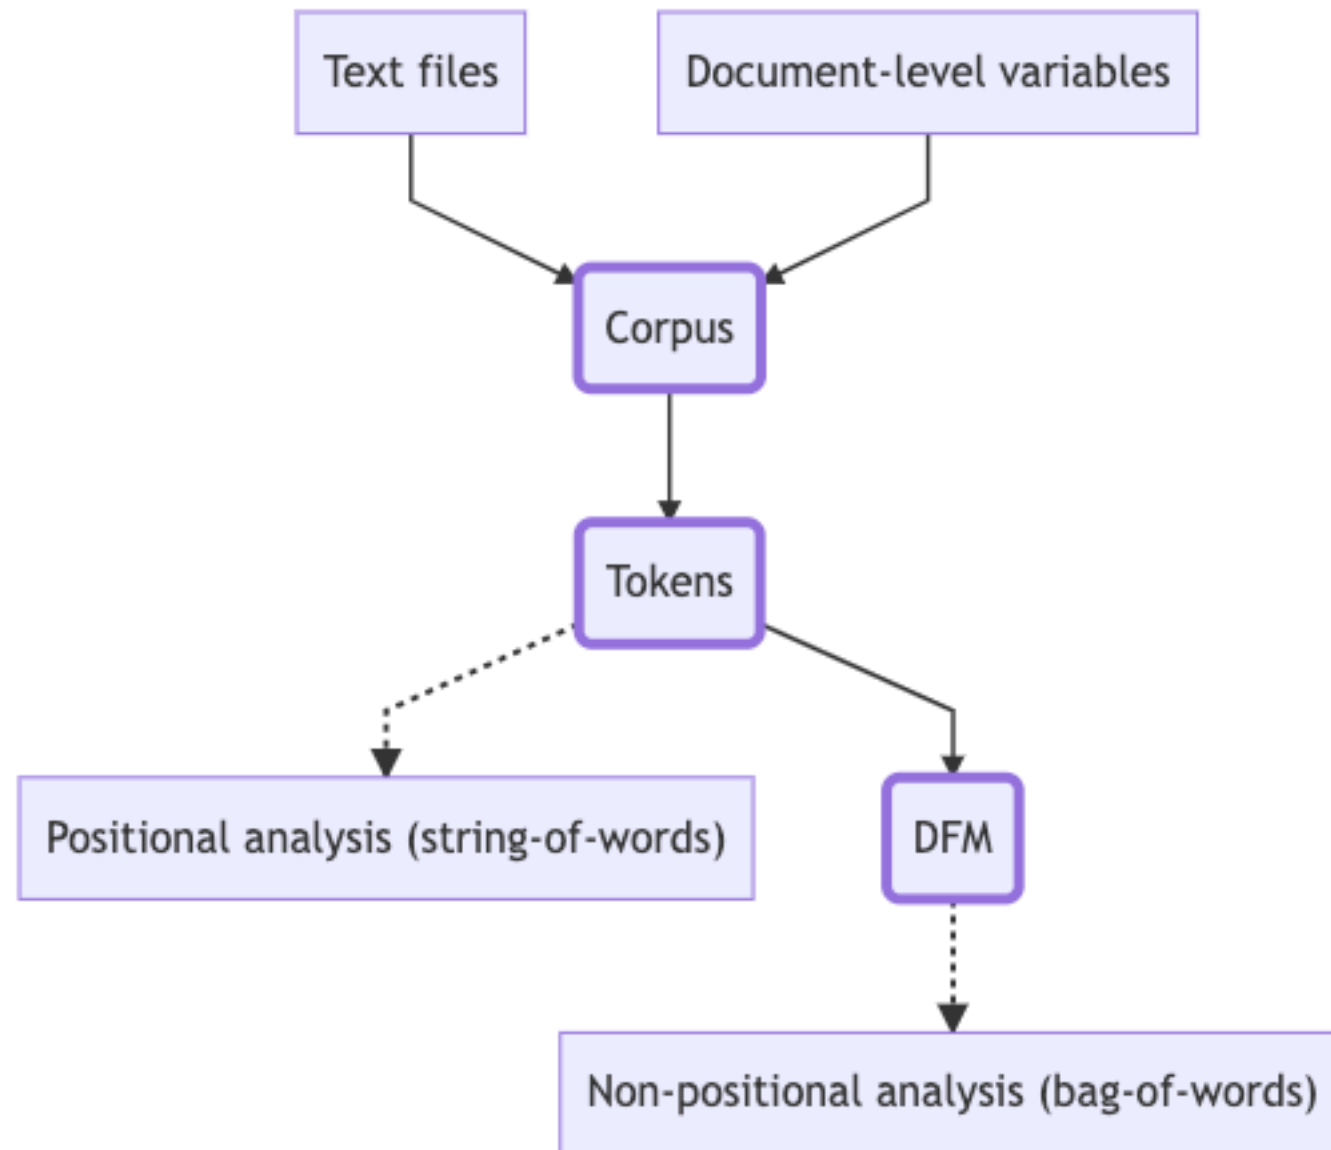 Text files
Document-level variables
Corpus
Tokens
Positional analysis (string-of-words)
DFM
Non-positional analysis (bag-of-words)